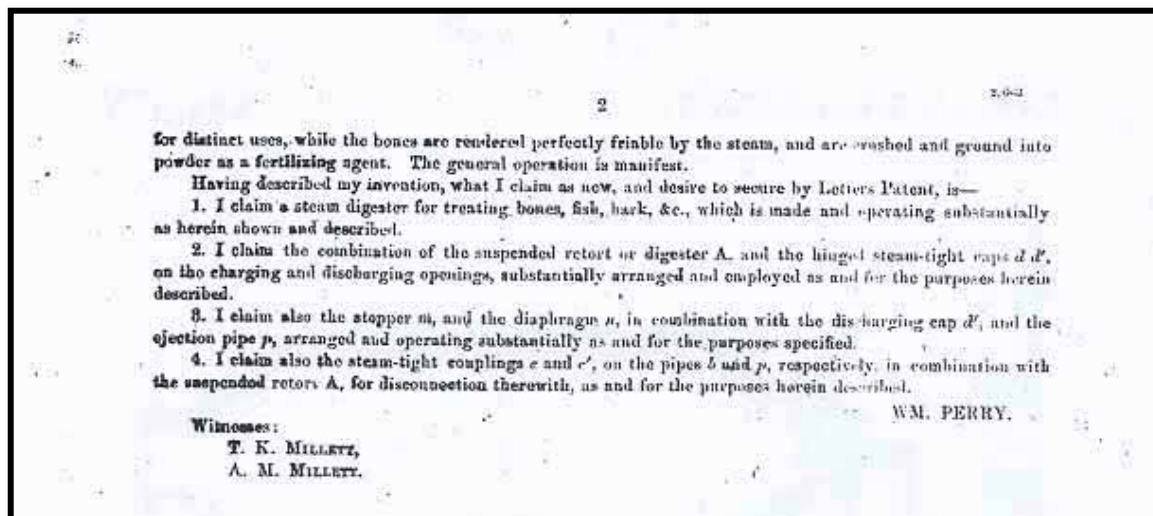 2
for distinct uses, while the bones are rendered perfectly friable by the steam, and are crushed and ground into
powder as a fertilizing agent. The general operation is manifest.
Having described my invention, what I claim as new, and desire to secure by Letters Patent, is—
1. I claim a steam digester for treating bones, fish, bark, &c., which is made and operating substantially
as herein shown and described.
2. I claim the combination of the suspended retort or digester A, and the hinged steam-tight caps d d',
on the charging and discharging openings, substantially arranged and employed as and for the purposes herein
described.
3. I claim also the stopper m, and the diaphragm n, in combination with the discharging cap d', and the
ejection pipe p, arranged and operating substantially as and for the purposes specified.
4. I claim also the steam-tight couplings c and c', on the pipes b and p, respectively, in combination with
the suspended retort A, for disconnection therewith, as and for the purposes herein described.
WM. PERRY.
Witnesses:
T. K. MILLETT,
A. M. MILLETT.